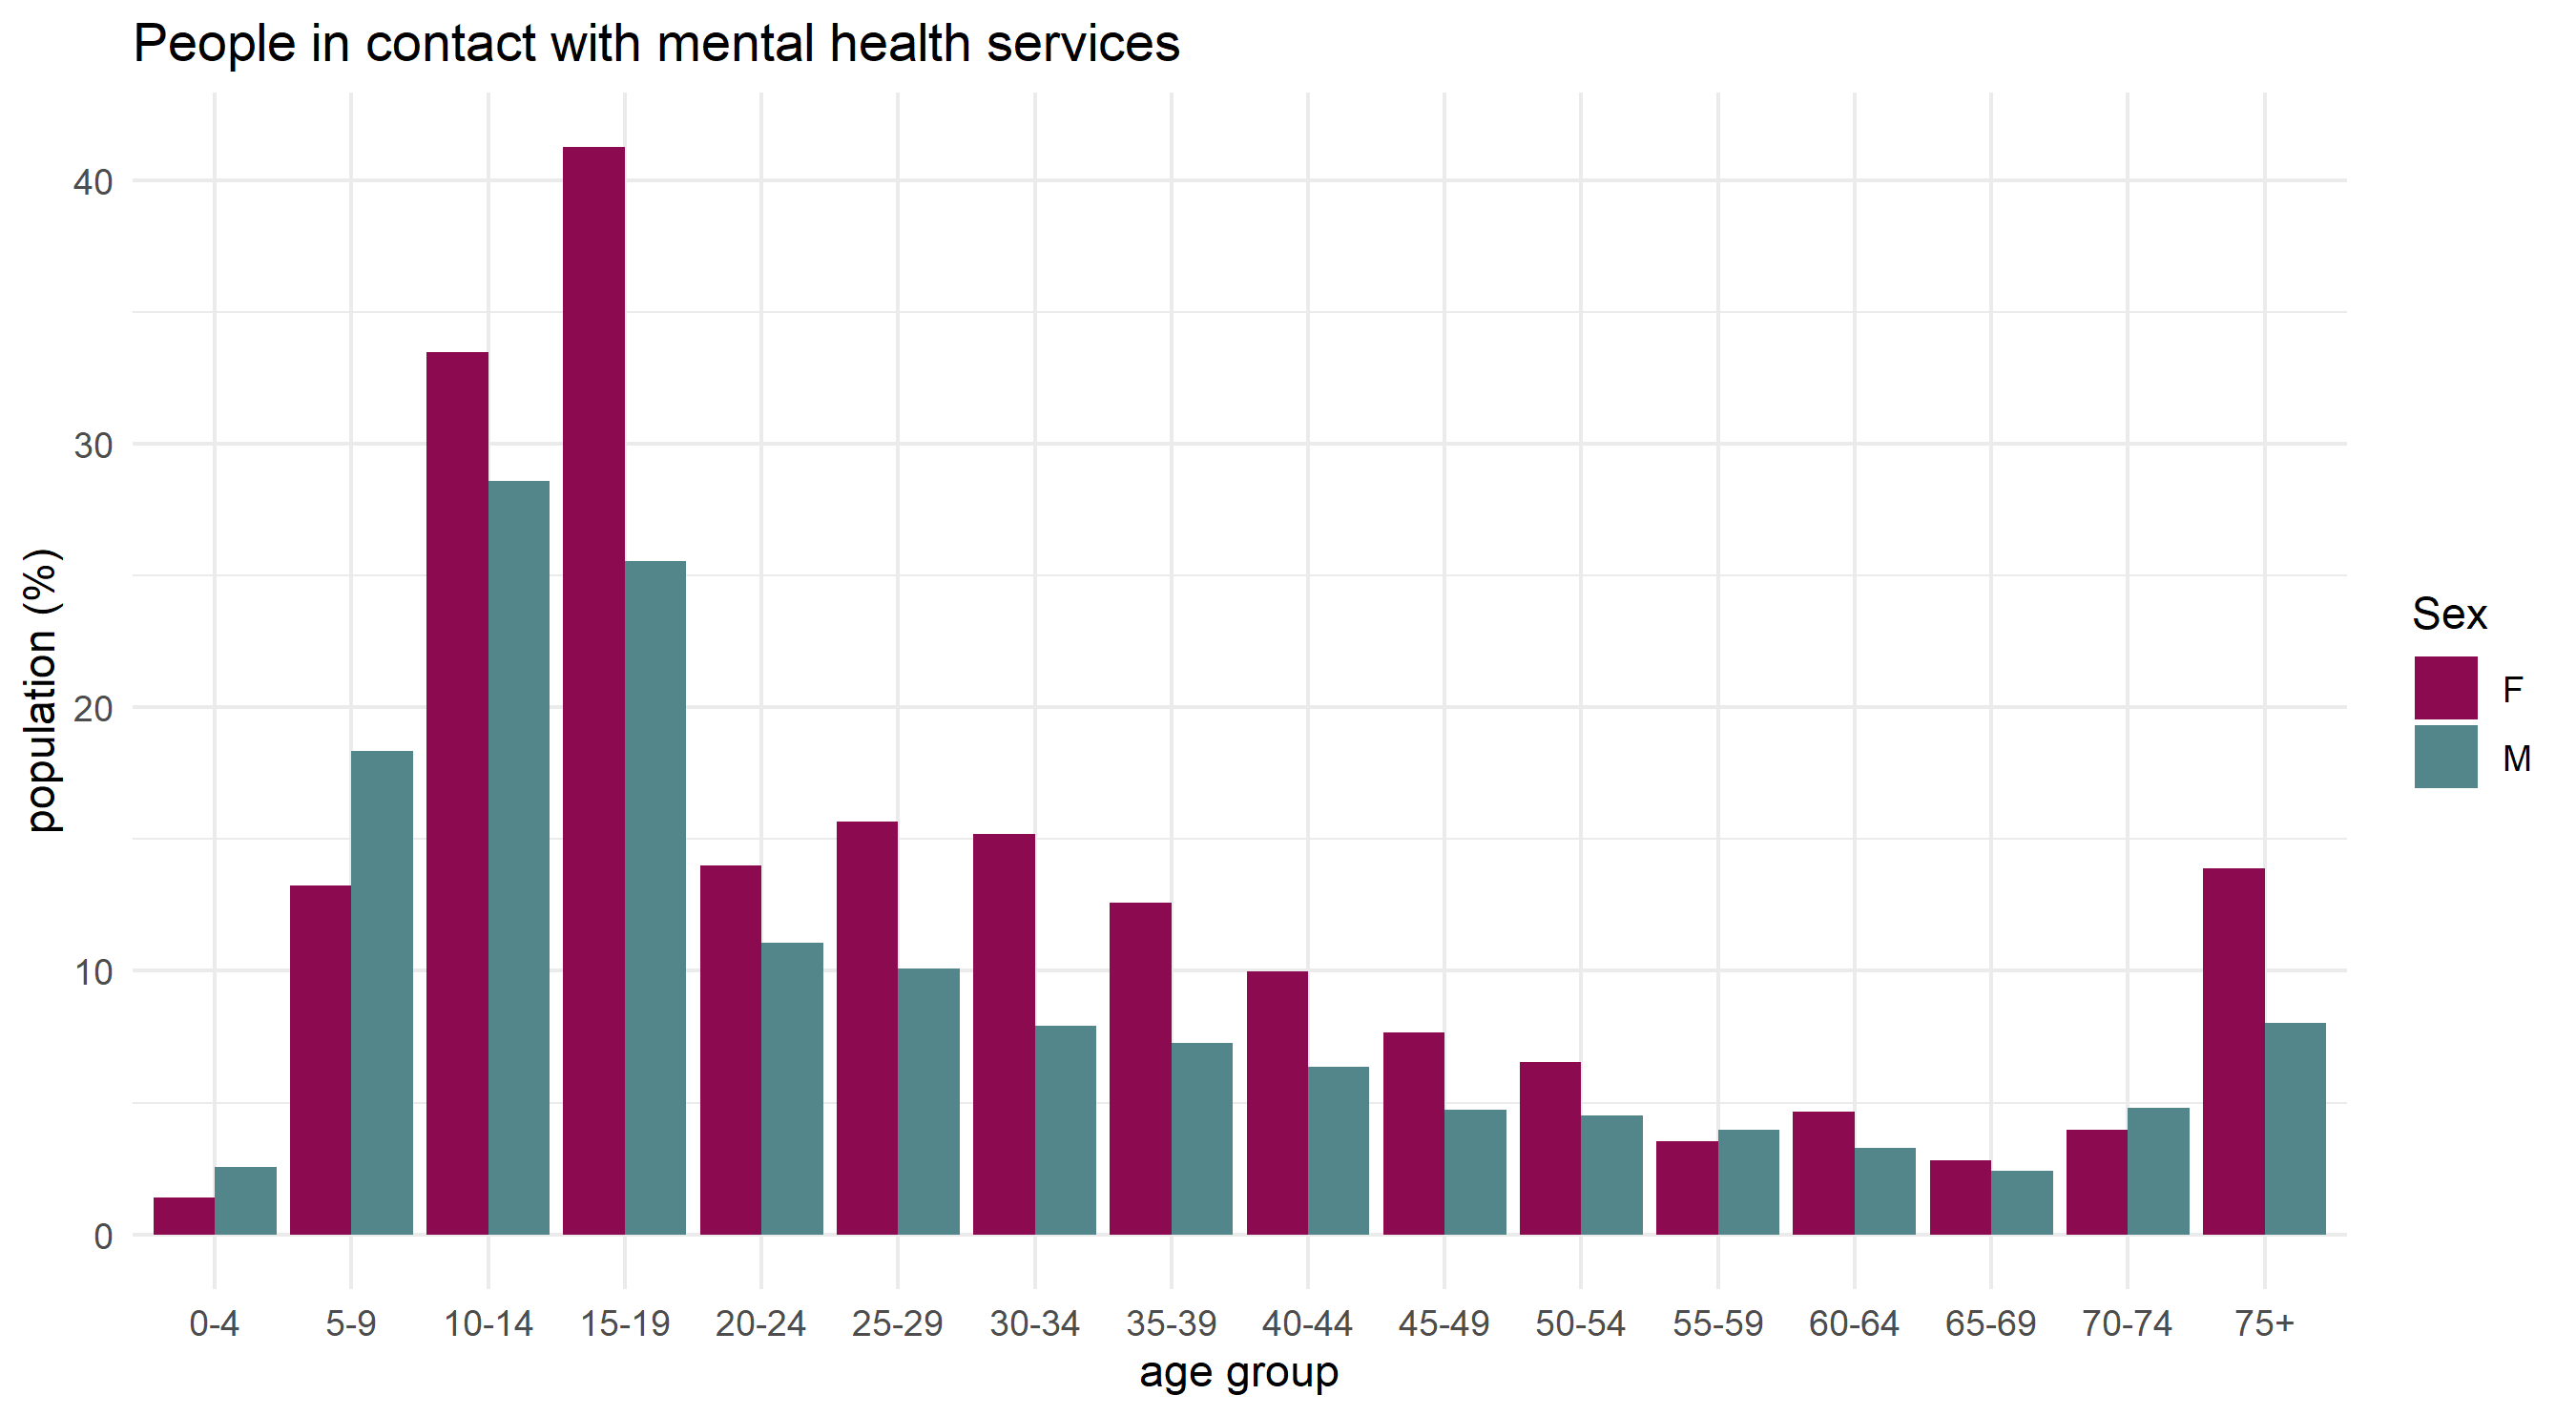 People in contact with mental health services
population (%)
40
30
20
10
0
0-4 5-9 10-14 15-19 20-24 25-29 30-34 35-39 40-44 45-49 50-54 55-59 60-64 65-69 70-74 75+
age group
Sex
F
M